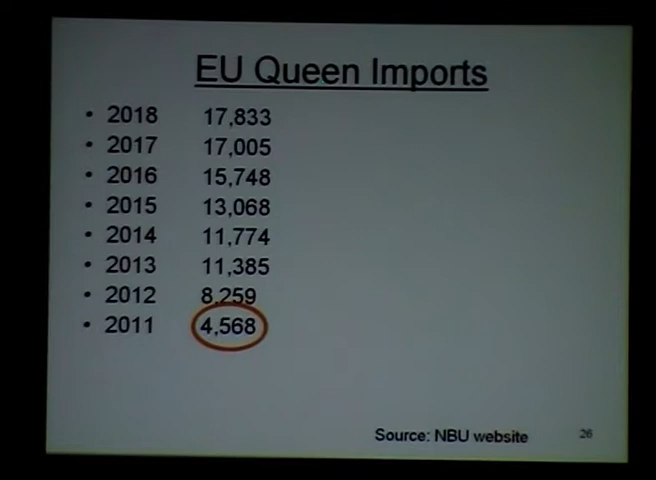 EU Queen Imports
• 2018 17,833
• 2017 17,005
• 2016 15,748
• 2015 13,068
• 2014 11,774
• 2013 11,385
• 2012 8,259
• 2011 4,568
Source: NBU website 26